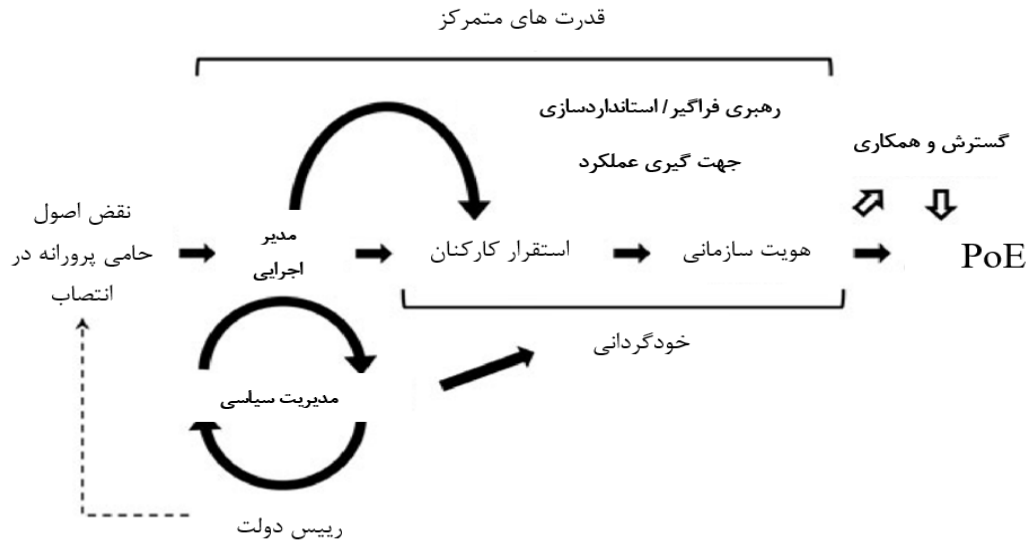 قدرت های متمرکز
رهبری فراگیر/ استانداردسازی
جهت گیری عملکرد
گسترش و همکاری
نقض اصول
حامی پرورانه در
انتصاب
مدیر
اجرایی
استقرار کارکنان
هویت سازمانی
PoE
خودگردانی
مدیریت سیاسی
رییس دولت